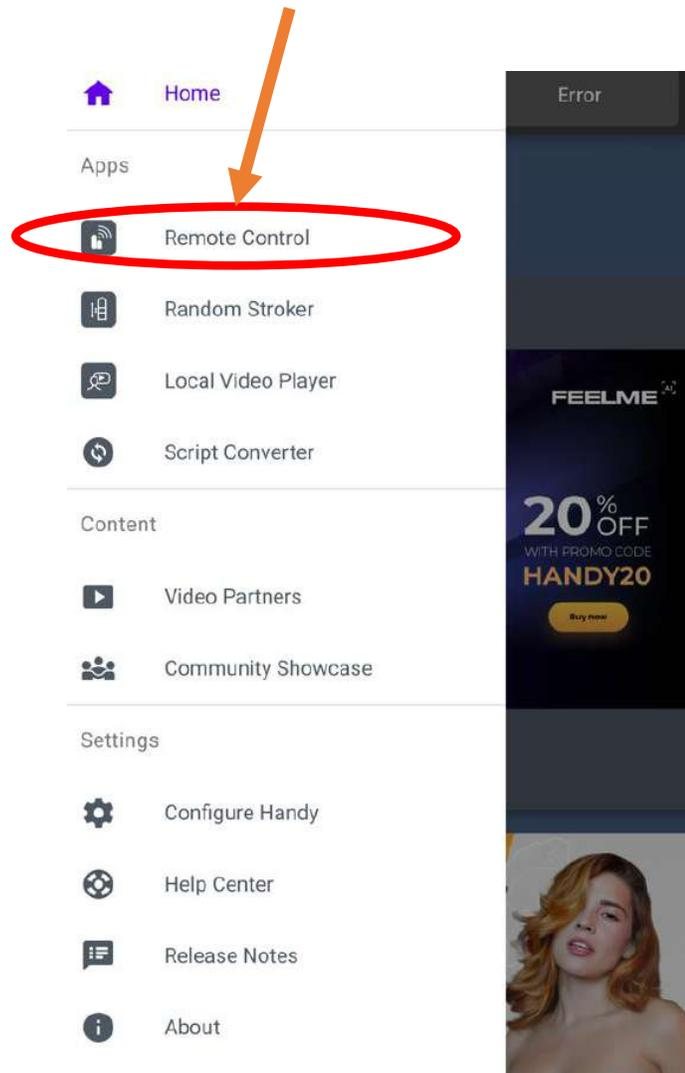 Home
Error
Apps
Remote Control
Random Stroker
Local Video Player
FEELME [AI]
Script Converter
Content
20% OFF
WITH PROMO CODE
HANDY20
Buy now
Video Partners
Community Showcase
Settings
Configure Handy
Help Center
Release Notes
About